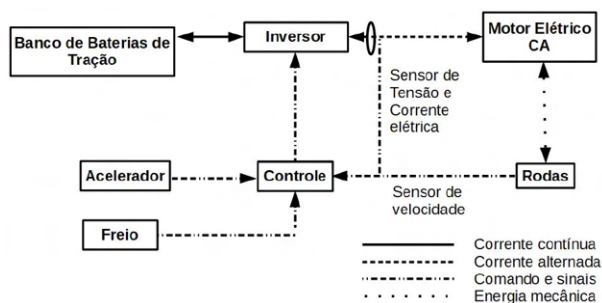 Banco de Baterias de
Tração
Inversor
Motor Elétrico
CA
Sensor de
Tensão e
Corrente
elétrica
Acelerador
Controle
Rodas
Sensor de
velocidade
Freio
Corrente contínua
Corrente alternada
Comando e sinais
Energia mecânica